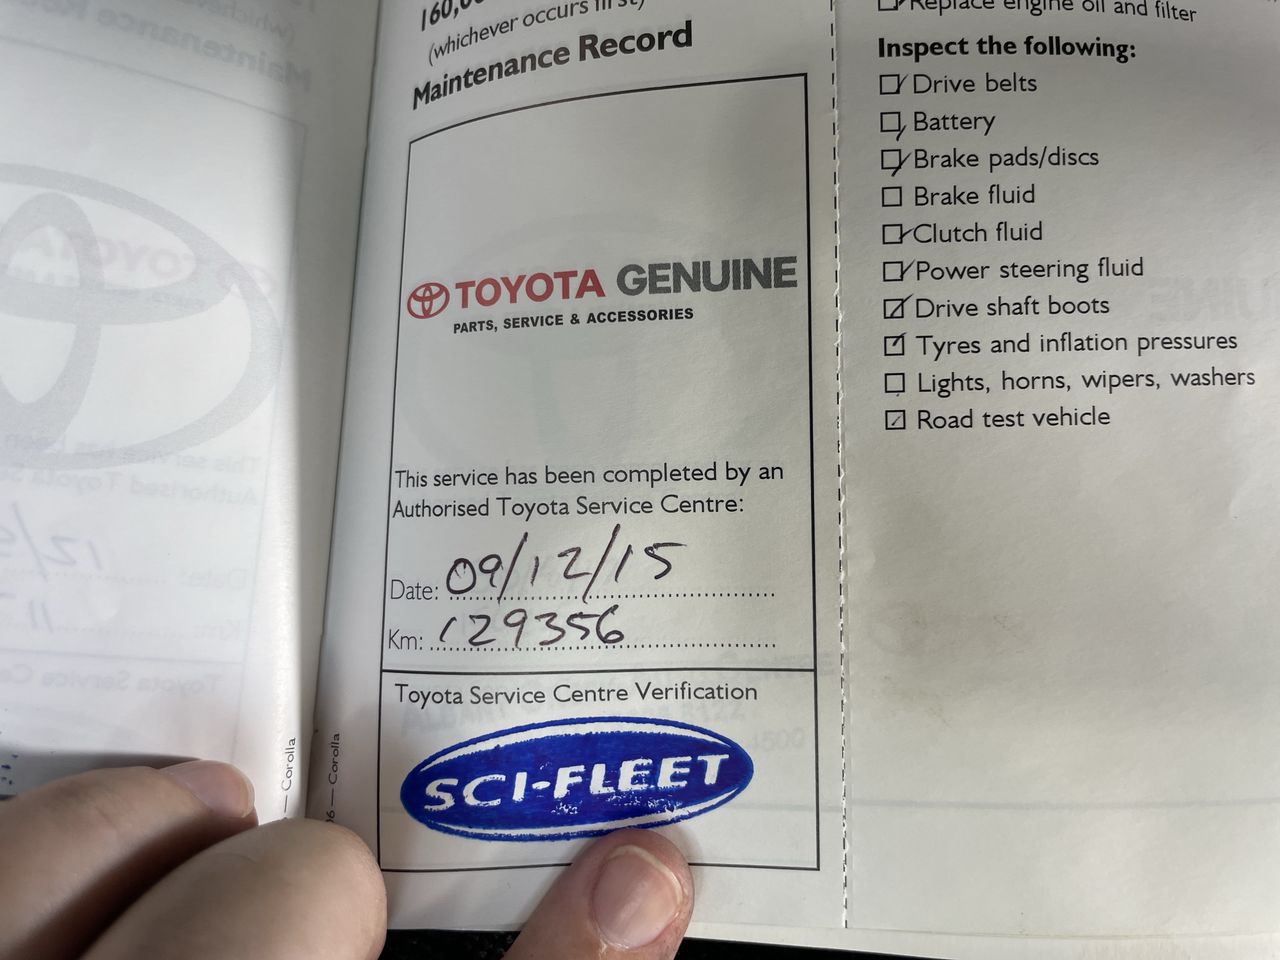 (whichever occurs first)
Maintenance Record
TOYOTA GENUINE
PARTS, SERVICE & ACCESSORIES
This service has been completed by an
Authorised Toyota Service Centre:
Date: 09/12/15
Km: 129356
Toyota Service Centre Verification
SCI-FLEET
Replace engine oil and filter
Inspect the following:
Drive belts
Battery
Brake pads/discs
Brake fluid
Clutch fluid
Power steering fluid
Drive shaft boots
Tyres and inflation pressures
Lights, horns, wipers, washers
Road test vehicle
— Corolla
— Corolla